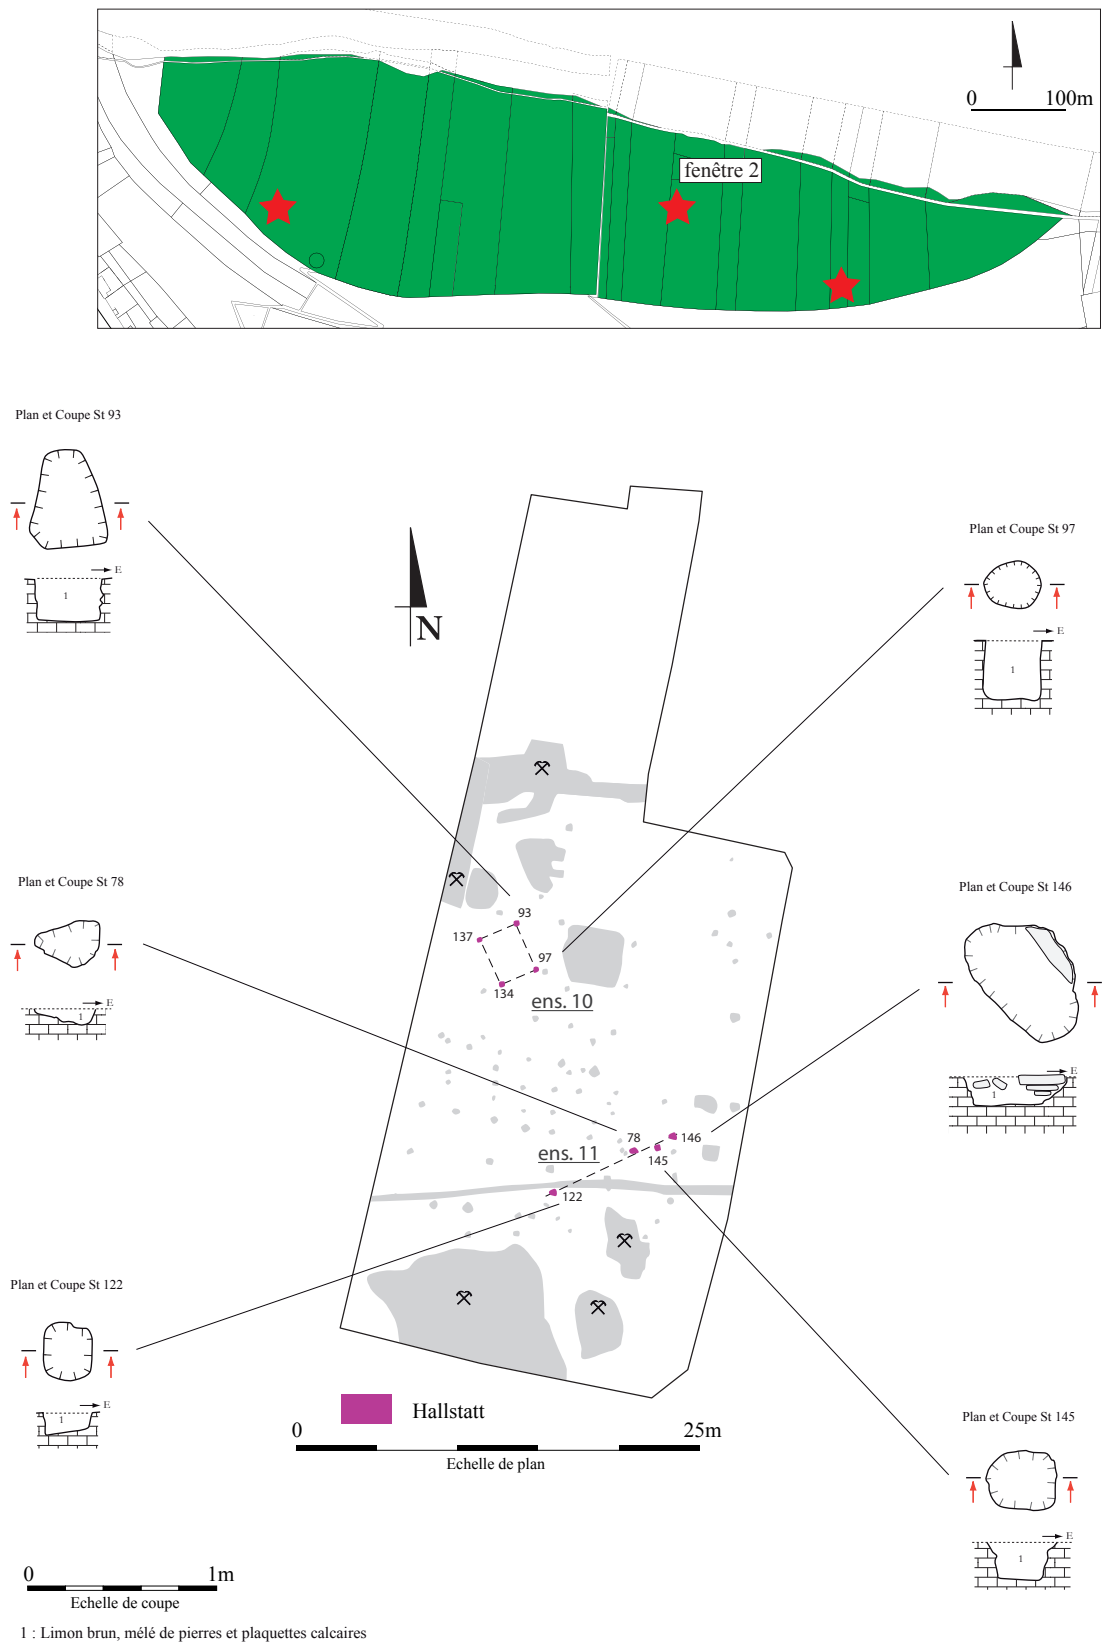 0 100m
fenêtre 2
Plan et Coupe St 93
E
1
N
Plan et Coupe St 97
E
1
Plan et Coupe St 78
E
1
93
137
97
134
ens. 10
Plan et Coupe St 146
E
1
78
146
145
ens. 11
122
Plan et Coupe St 122
E
1
Hallstatt
0 25m
Echelle de plan
Plan et Coupe St 145
E
1
0 1m
Echelle de coupe
1 : Limon brun, mélé de pierres et plaquettes calcaires